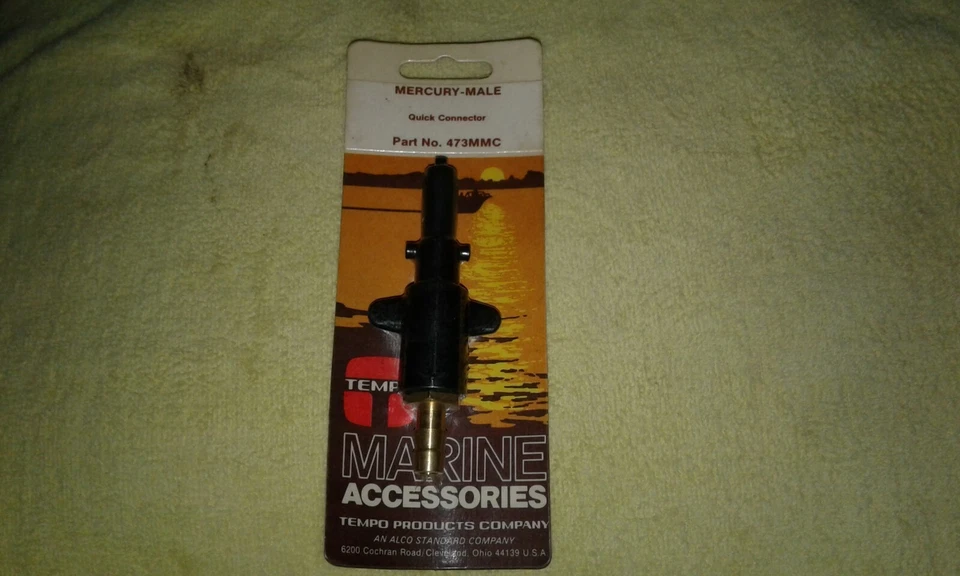 MERCURY-MALE
Quick Connector
Part No. 473MMC
TEMP
MARINE
ACCESSORIES
TEMPO PRODUCTS COMPANY
AN ALCO STANDARD COMPANY
6200 Cochran Road/Cleveland, Ohio 44139 U.S.A